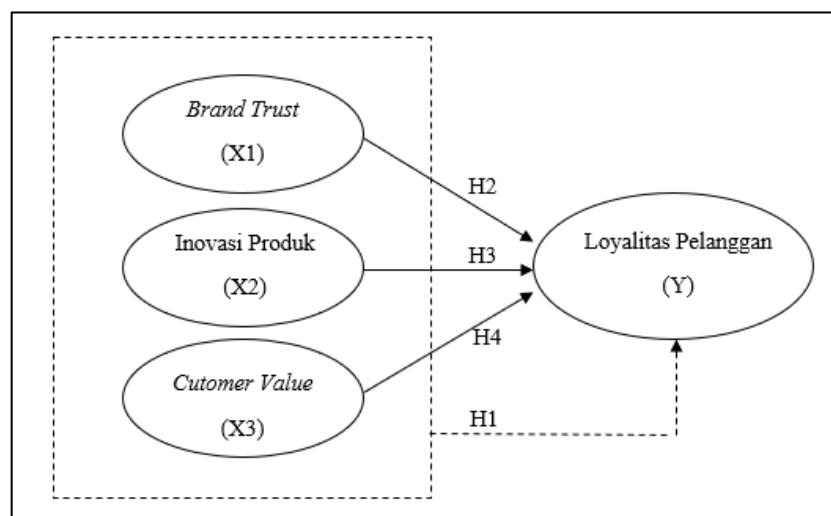 Brand Trust
(X1)
H2
Inovasi Produk
(X2)
H3
Loyalitas Pelanggan
(Y)
H4
Cutomer Value
(X3)
H1